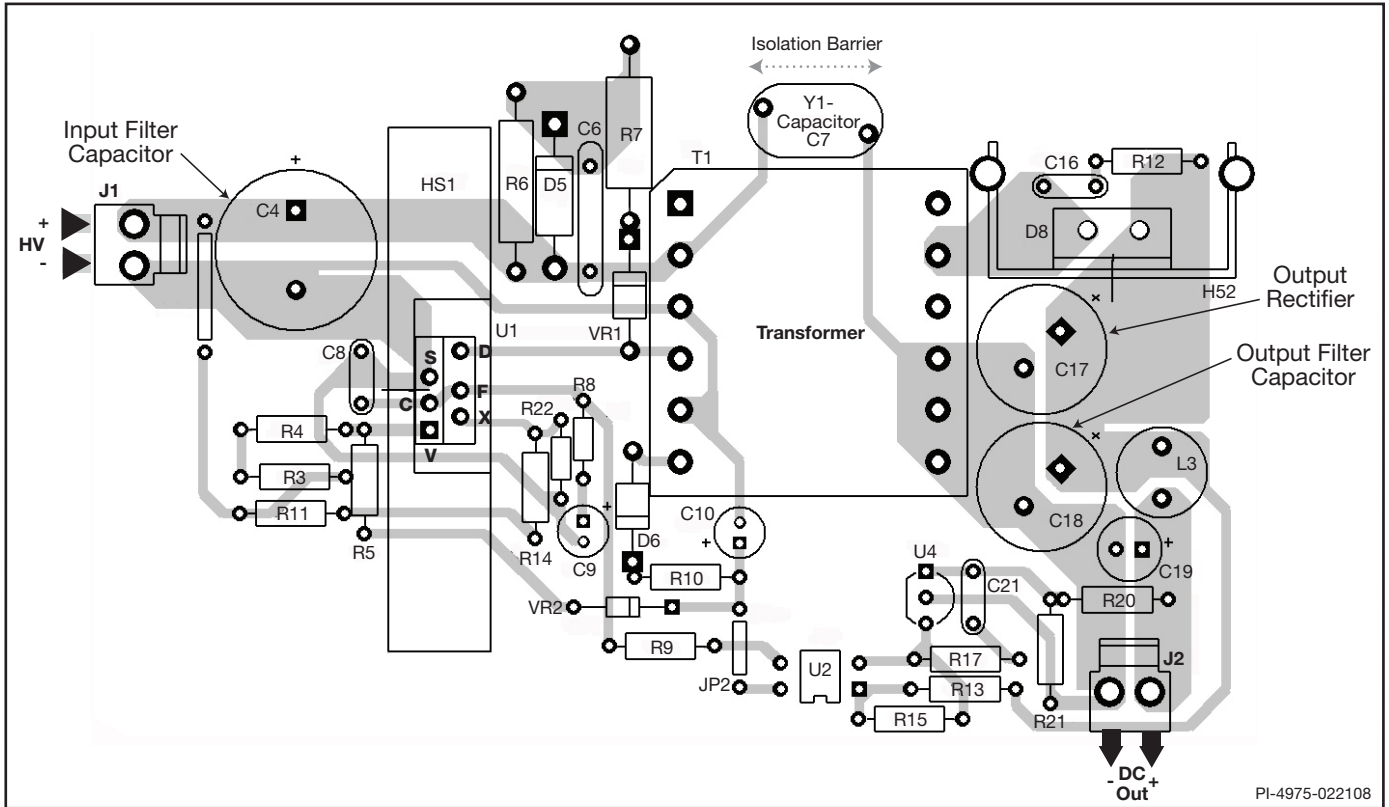 Isolation Barrier
Y1-
Capacitor
C7
Input Filter
Capacitor
+
J1
+
HV
-
C4
HS1
R6
D5
C6
R7
T1
C16
R12
D8
H52
Output
Rectifier
VR1
Transformer
U1
C8
S
D
C
F
X
V
C17
Output Filter
Capacitor
R4
R3
R11
R5
R22
R8
R14
+
C9
D6
C10
+
C18
L3
+
C19
R10
VR2
R9
JP2
U2
U4
C21
R20
R17
R13
R15
R21
J2
- DC +
Out
PI-4975-022108